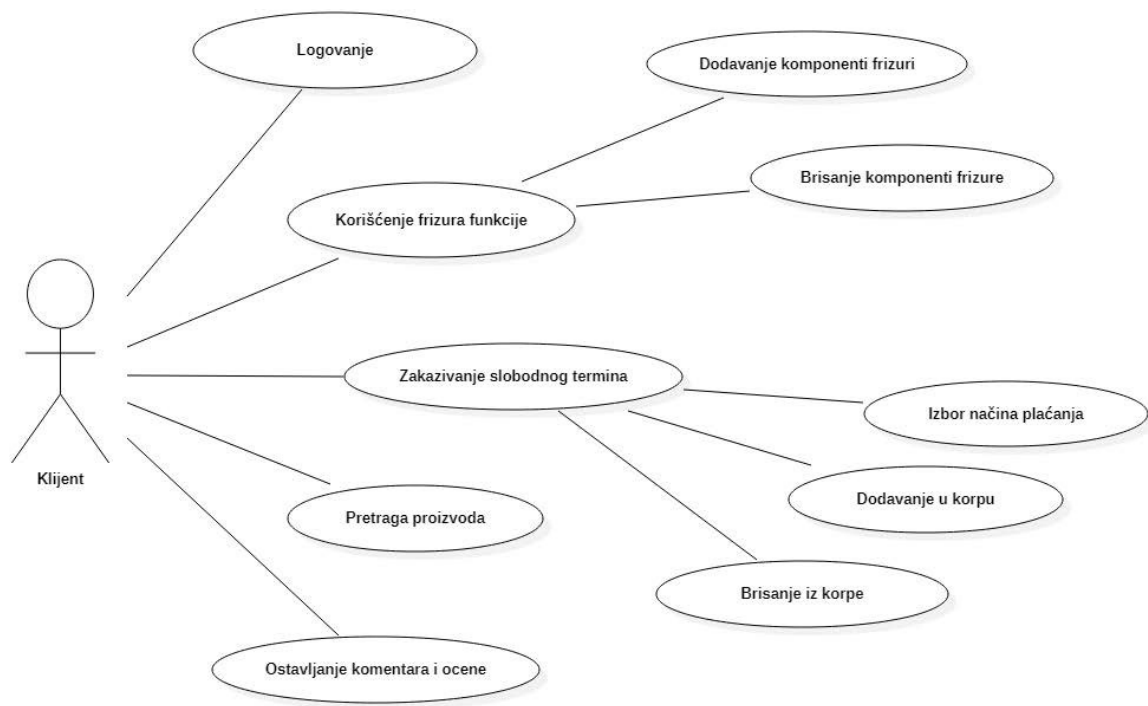 Logovanje
Dodavanje komponenti frizuri
Brisanje komponenti frizure
Korišćenje frizura funkcije
Zakazivanje slobodnog termina
Izbor načina plaćanja
Klijent
Dodavanje u korpu
Pretraga proizvoda
Brisanje iz korpe
Ostavljanje komentara i ocene